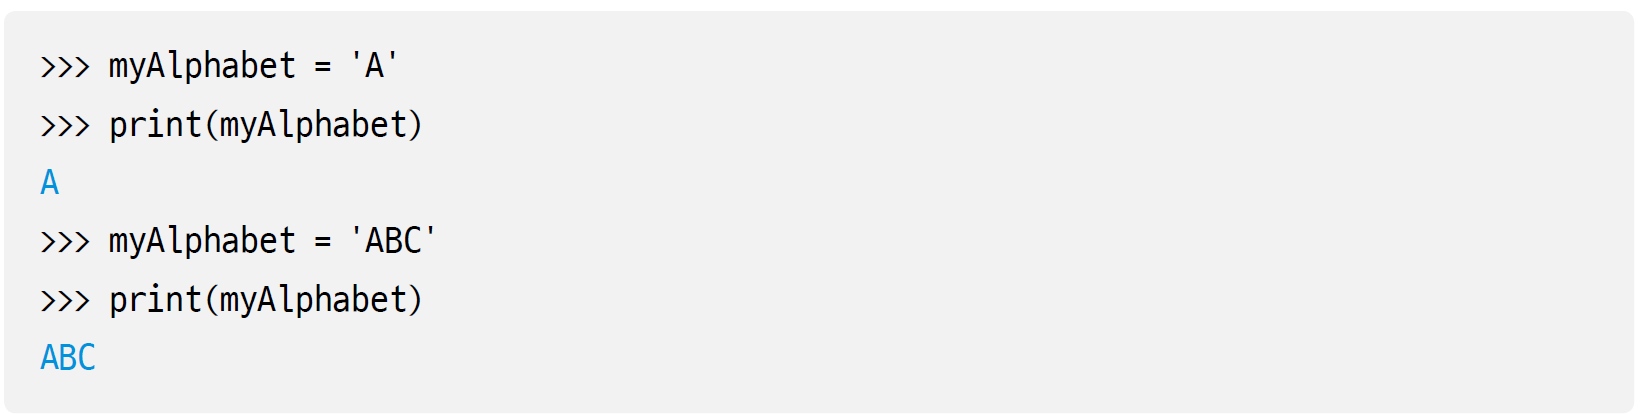 >>> myAlphabet = 'A'
>>> print(myAlphabet)
A
>>> myAlphabet = 'ABC'
>>> print(myAlphabet)
ABC